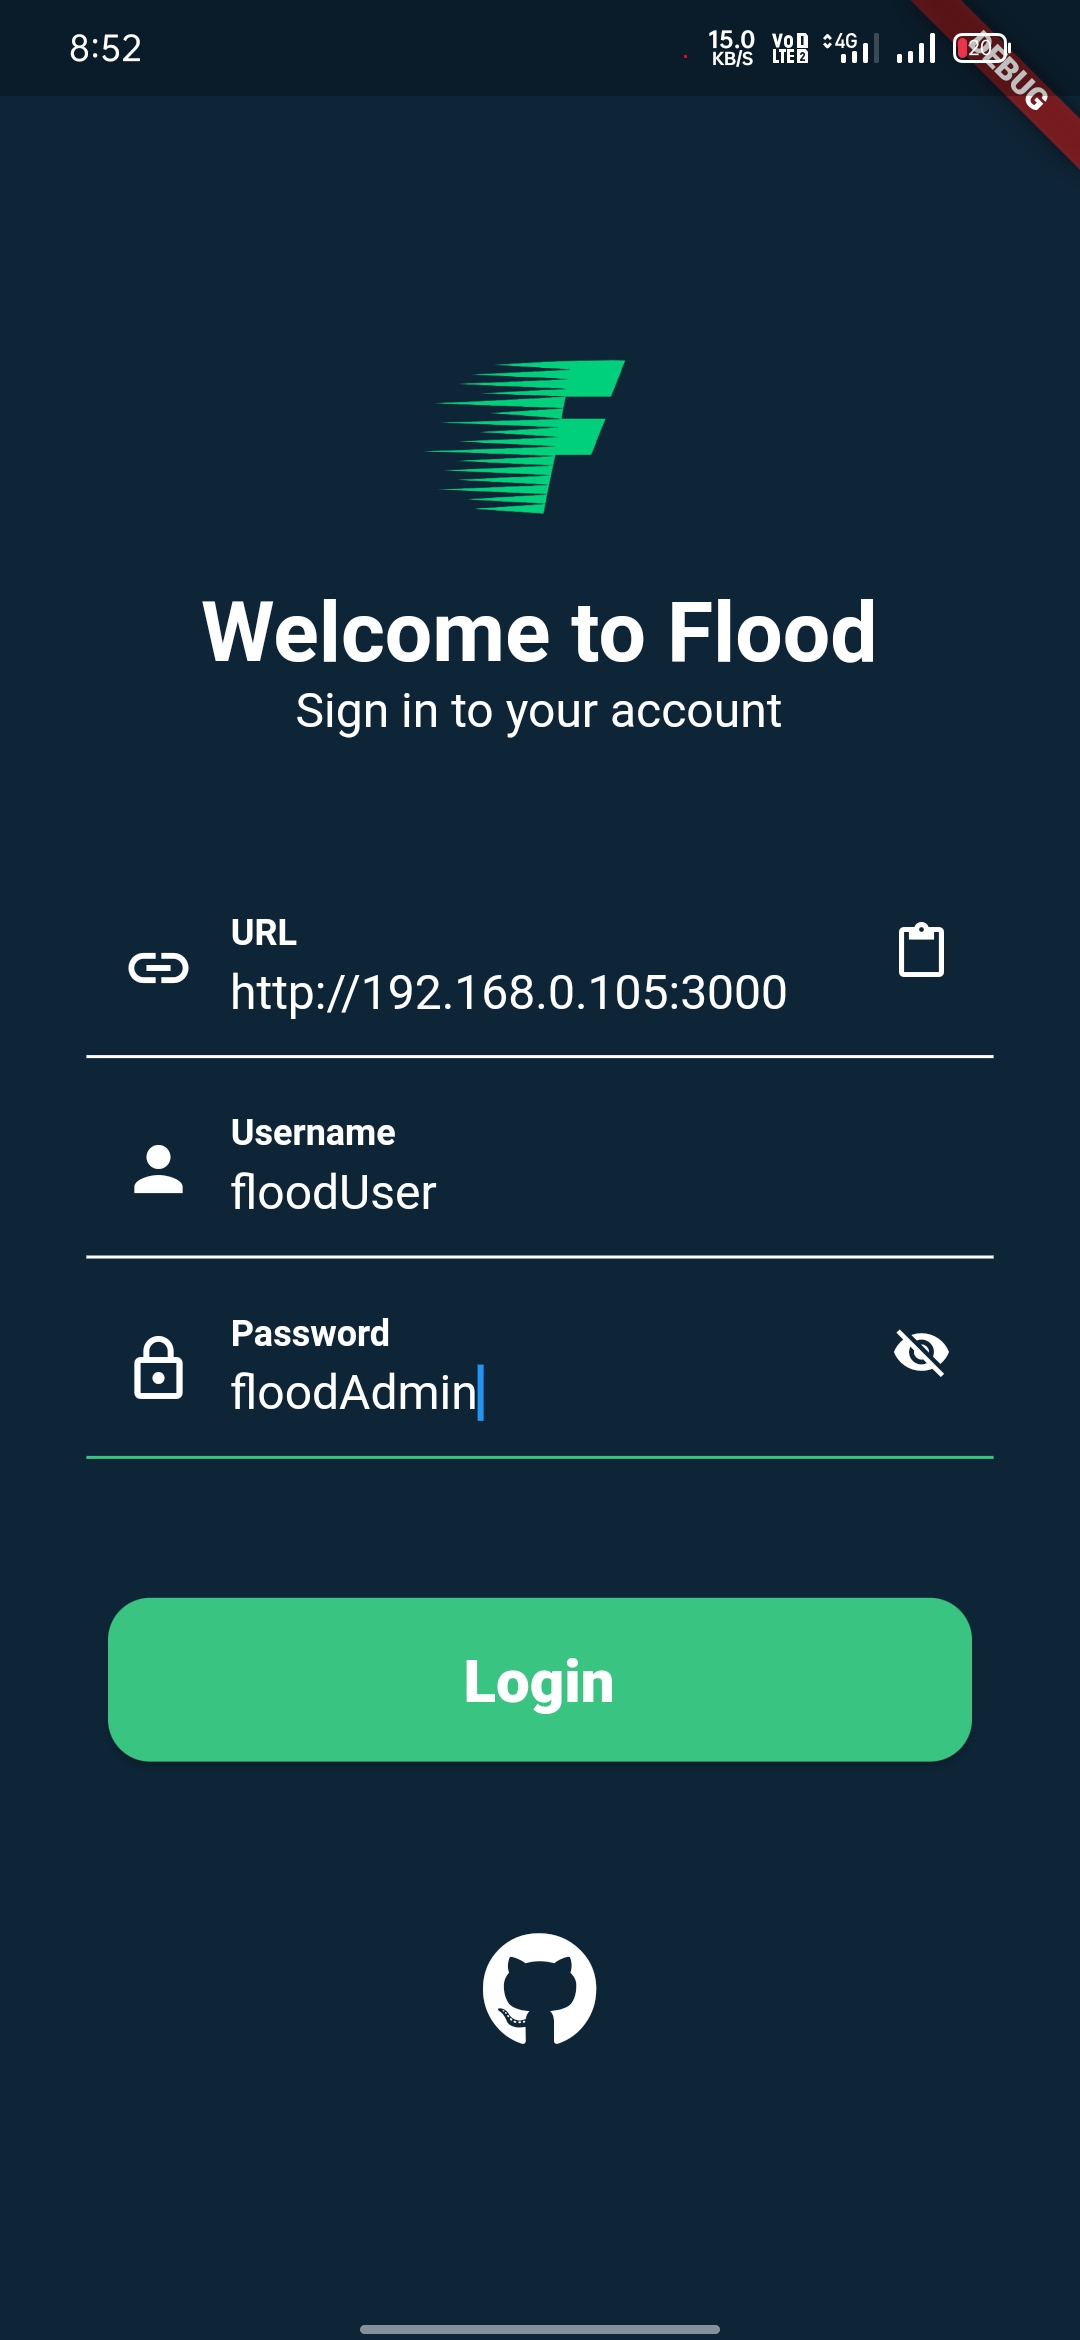 8:52
15.0
KB/S
Vo 1
LTE 2
4G
20
DEBUG
Welcome to Flood
Sign in to your account
URL
http://192.168.0.105:3000
Username
floodUser
Password
floodAdmin
Login